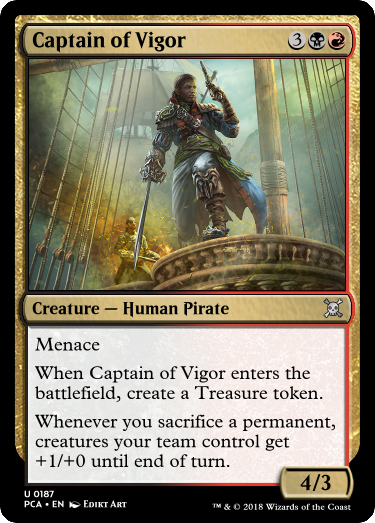 Captain of Vigor 3
Creature — Human Pirate
Menace
When Captain of Vigor enters the
battlefield, create a Treasure token.
Whenever you sacrifice a permanent,
creatures your team control get
+1/+0 until end of turn.
4/3
U 0187
PCA • EN Edikt Art
™ & © 2018 Wizards of the Coast